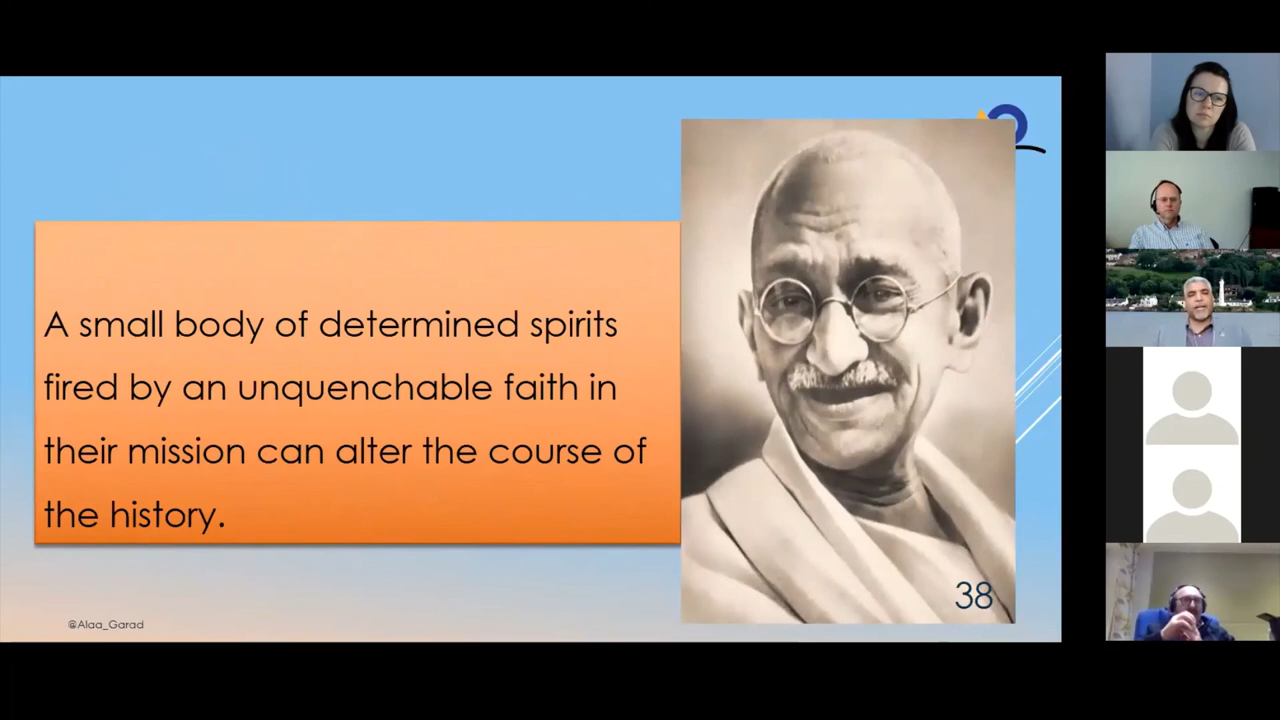 A small body of determined spirits
fired by an unquenchable faith in
their mission can alter the course of
the history.
38
@Alaa_Garad